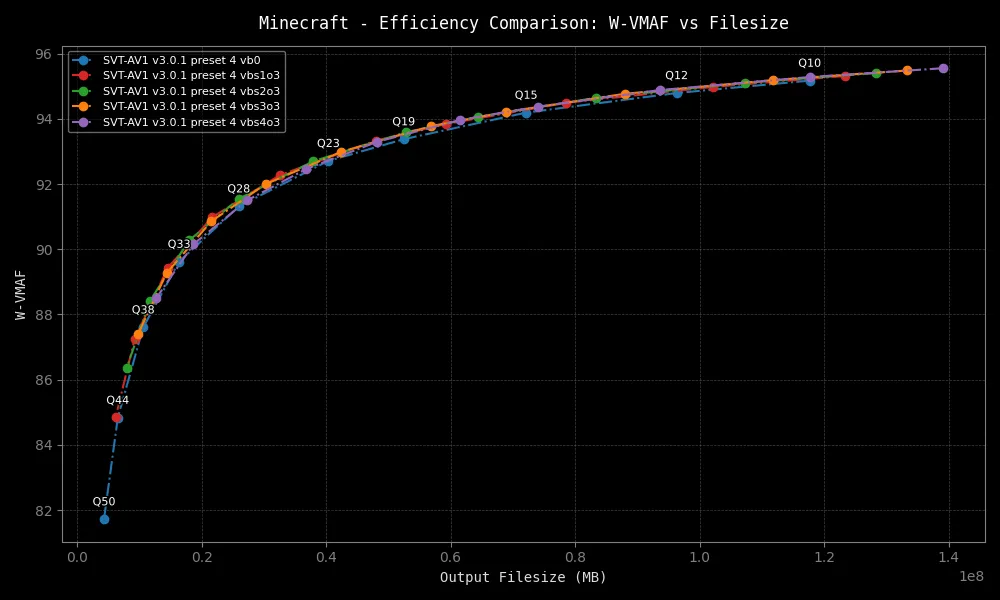 Minecraft - Efficiency Comparison: W-VMAF vs Filesize
SVT-AV1 v3.0.1 preset 4 vb0
SVT-AV1 v3.0.1 preset 4 vbs1o3
SVT-AV1 v3.0.1 preset 4 vbs2o3
SVT-AV1 v3.0.1 preset 4 vbs3o3
SVT-AV1 v3.0.1 preset 4 vbs4o3
96
94
92
90
88
86
84
82
W-VMAF
Q10
Q12
Q15
Q19
Q23
Q28
Q33
Q38
Q44
Q50
0.0 0.2 0.4 0.6 0.8 1.0 1.2 1.4
1e8
Output Filesize (MB)